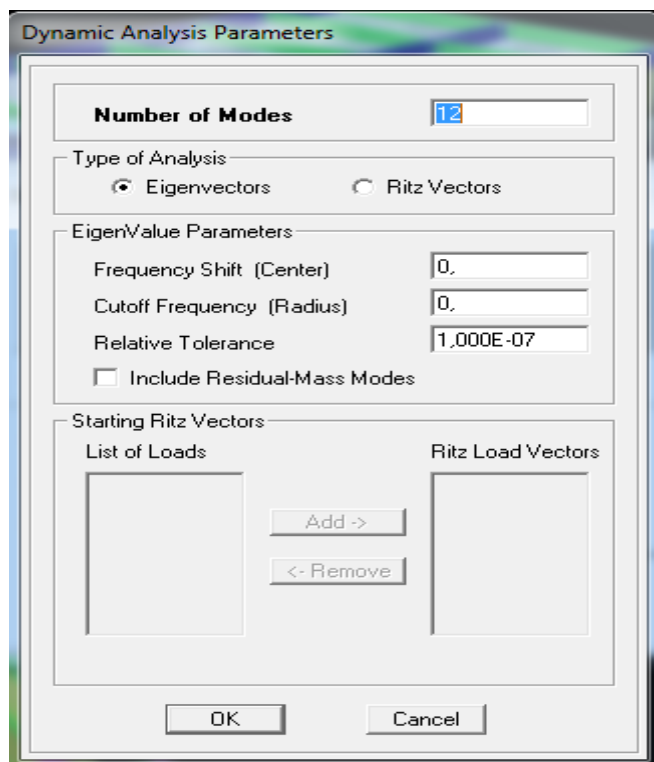 Dynamic Analysis Parameters
Number of Modes 12
Type of Analysis
Eigenvectors Ritz Vectors
EigenValue Parameters
Frequency Shift (Center) 0,
Cutoff Frequency (Radius) 0,
Relative Tolerance 1,000E-07
Include Residual-Mass Modes
Starting Ritz Vectors
List of Loads Ritz Load Vectors
Add ->
<- Remove
OK Cancel